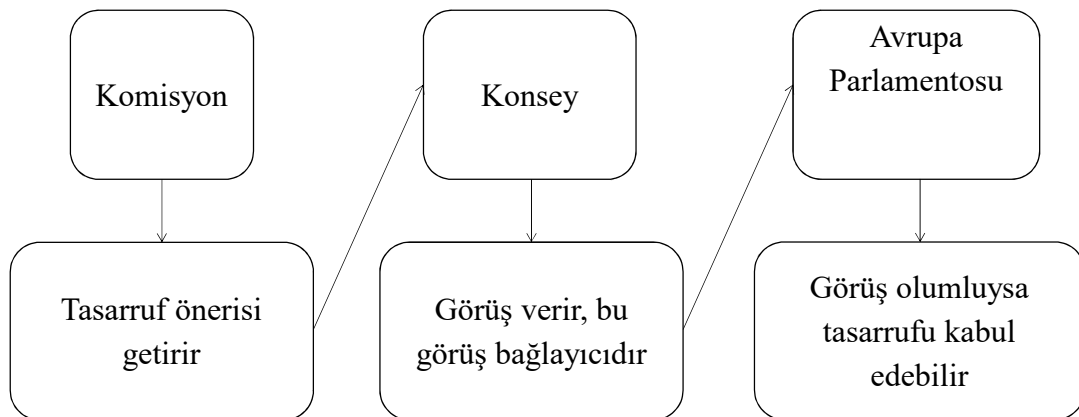 Komisyon
Tasarruf önerisi
getirir
Konsey
Görüş verir, bu
görüş bağlayıcıdır
Avrupa
Parlamentosu
Görüş olumluysa
tasarrufu kabul
edebilir